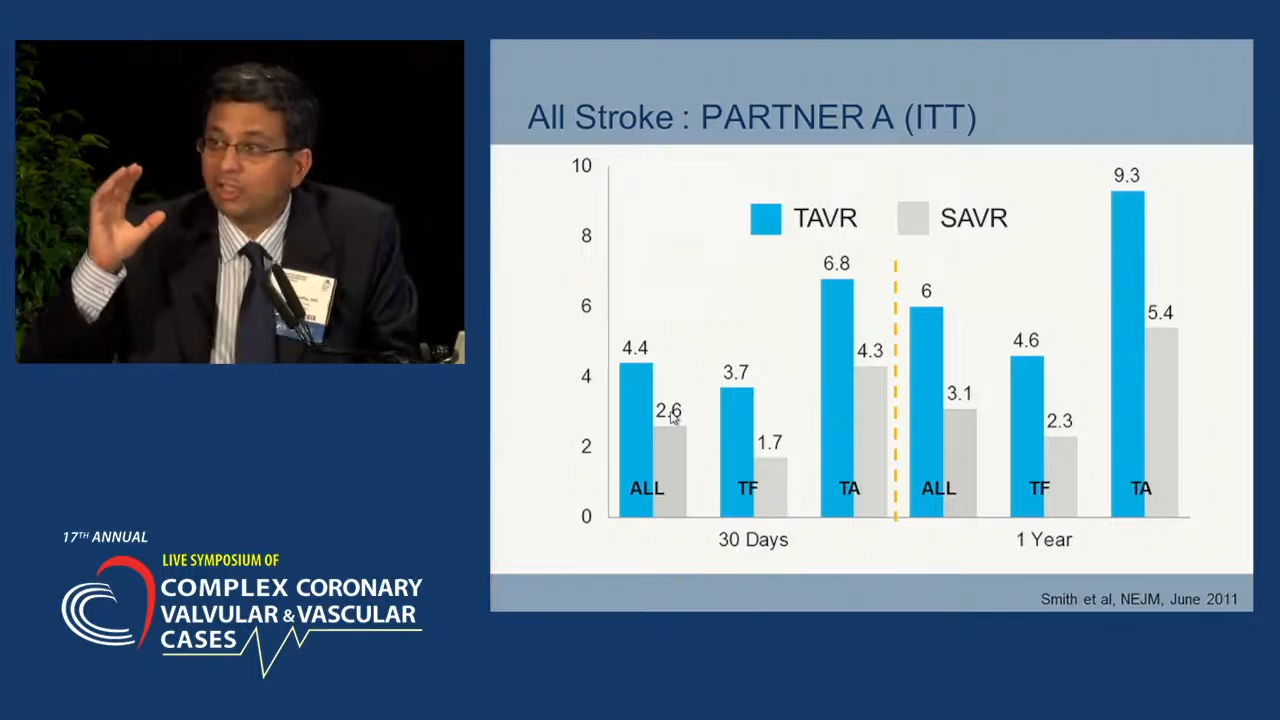 All Stroke : PARTNER A (ITT)
10
8
6
4
2
0
TAVR
SAVR
4.4
2.6
3.7
1.7
6.8
4.3
6
3.1
4.6
2.3
9.3
5.4
ALL
TF
TA
ALL
TF
TA
30 Days
1 Year
Smith et al, NEJM, June 2011
17TH ANNUAL
LIVE SYMPOSIUM OF
COMPLEX CORONARY
VALVULAR & VASCULAR
CASES